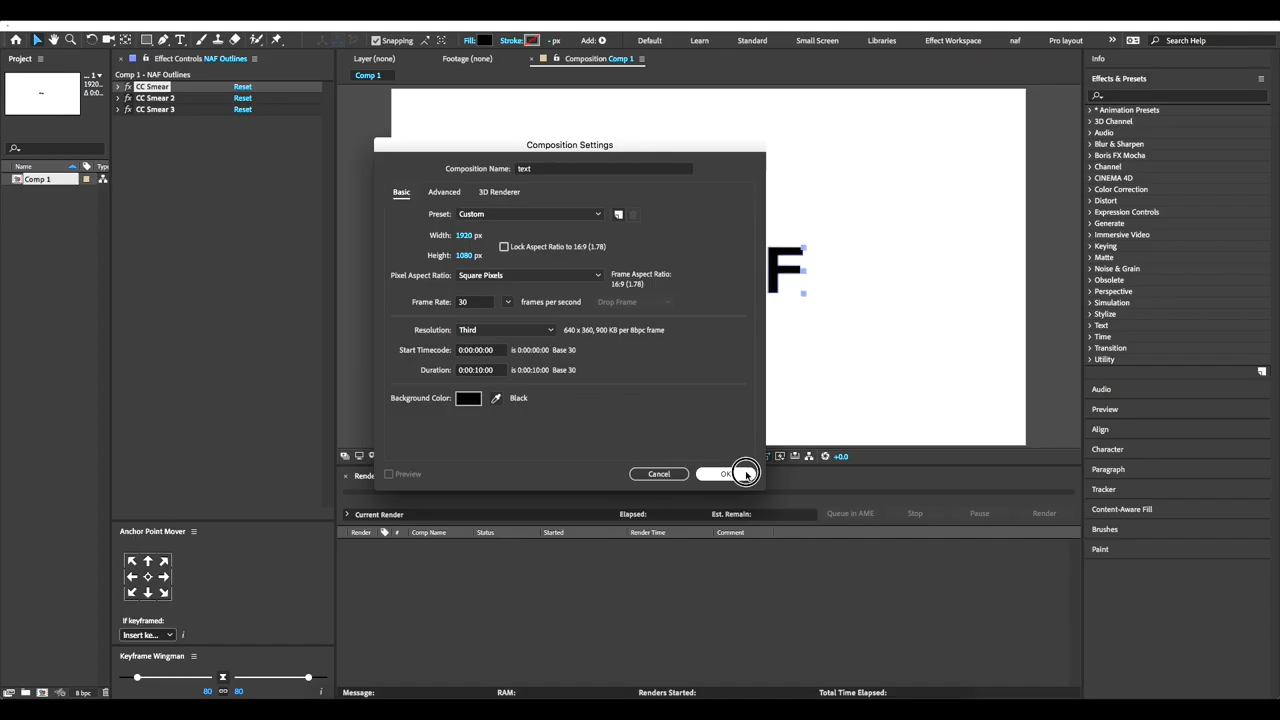 Snapping
Fill:
Stroke:
- px
Add:
Default
Learn
Standard
Small Screen
Libraries
Effect Workspace
naf
Pro layout
Search Help
Project
Effect Controls NAF Outlines
Layer (none)
Footage (none)
Composition Comp 1
Info
Comp 1 • NAF Outlines
Comp 1
Effects & Presets
... 1
1920...
Δ 0:0...
fx CC Smear Reset
fx CC Smear 2 Reset
fx CC Smear 3 Reset
Name
Typ
Comp 1
Composition Settings
Composition Name: text
Basic
Advanced
3D Renderer
Preset: Custom
Width: 1920 px
Lock Aspect Ratio to 16:9 (1.78)
Height: 1080 px
Pixel Aspect Ratio: Square Pixels
Frame Aspect Ratio:
16:9 (1.78)
Frame Rate: 30 frames per second Drop Frame
Resolution: Third 640 x 360, 900 KB per 8bpc frame
Start Timecode: 0:00:00:00 is 0:00:00:00 Base 30
Duration: 0:00:10:00 is 0:00:10:00 Base 30
Background Color: Black
Preview
Cancel
OK
F
* Animation Presets
3D Channel
Audio
Blur & Sharpen
Boris FX Mocha
Channel
CINEMA 4D
Color Correction
Distort
Expression Controls
Generate
Immersive Video
Keying
Matte
Noise & Grain
Obsolete
Perspective
Simulation
Stylize
Text
Time
Transition
Utility
Audio
Preview
Align
Character
Paragraph
Tracker
Content-Aware Fill
Brushes
Paint
+0.0
Rende
Current Render
Elapsed:
Est. Remain:
Queue in AME
Stop
Pause
Render
Render
#
Comp Name
Status
Started
Render Time
Comment
Anchor Point Mover
If keyframed:
Insert ke...
i
Keyframe Wingman
80
80
i
8 bpc
Message:
RAM:
Renders Started:
Total Time Elapsed: